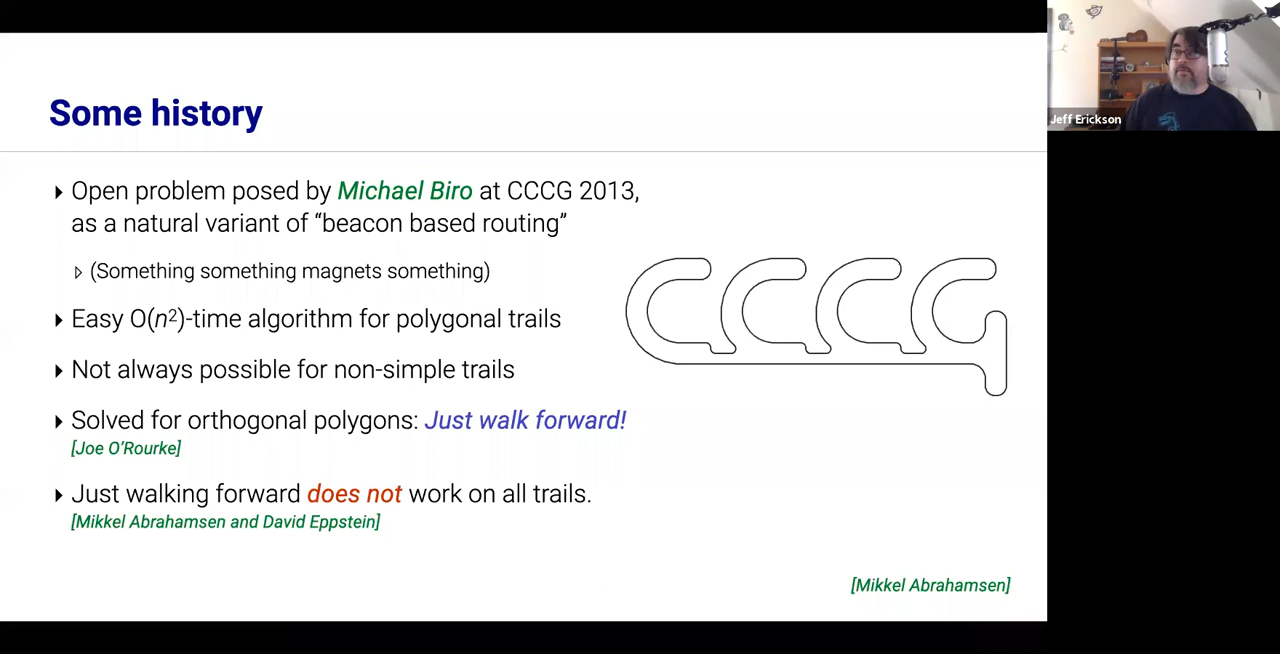 Some history
Open problem posed by Michael Biro at CCCG 2013,
as a natural variant of “beacon based routing”
(Something something magnets something)
Easy O(n²)-time algorithm for polygonal trails
Not always possible for non-simple trails
Solved for orthogonal polygons: Just walk forward!
[Joe O’Rourke]
Just walking forward does not work on all trails.
[Mikkel Abrahamsen and David Eppstein]
[Mikkel Abrahamsen]
Jeff Erickson